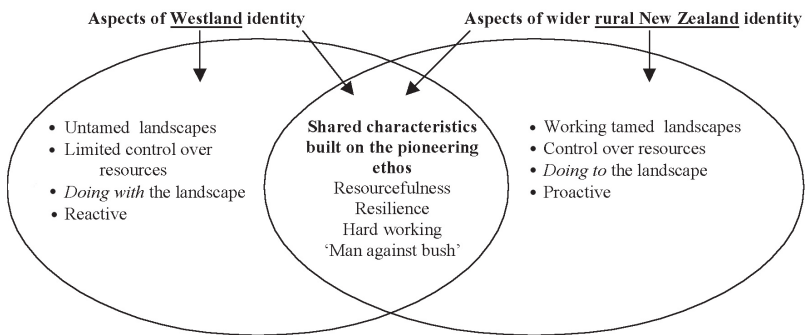 Aspects of Westland identity
Aspects of wider rural New Zealand identity
• Untamed landscapes
• Limited control over
resources
• Doing with the landscape
• Reactive
Shared characteristics
built on the pioneering
ethos
Resourcefulness
Resilience
Hard working
‘Man against bush’
• Working tamed landscapes
• Control over resources
• Doing to the landscape
• Proactive